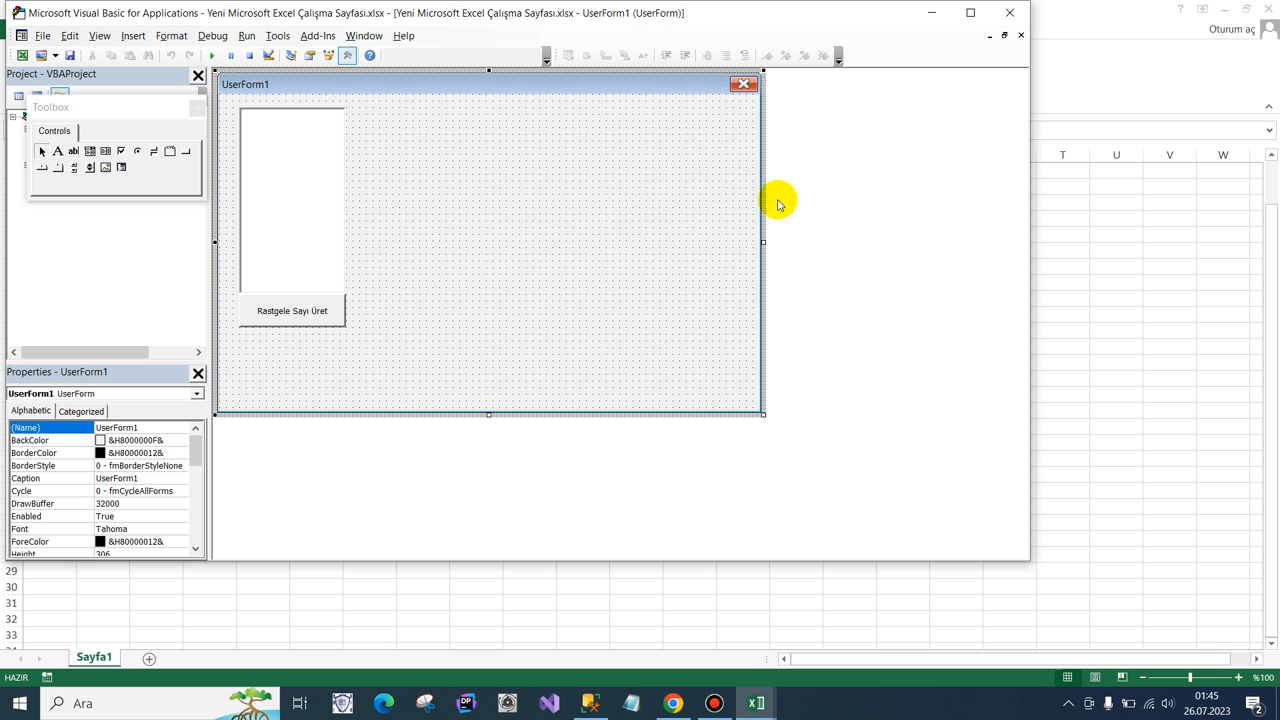 Microsoft Visual Basic for Applications - Yeni Microsoft Excel Çalışma Sayfası.xlsx - [Yeni Microsoft Excel Çalışma Sayfası.xlsx - UserForm1 (UserForm)]
Oturum aç
File Edit View Insert Format Debug Run Tools Add-Ins Window Help
Project - VBAProject
Toolbox
Controls
UserForm1
Rastgele Sayı Üret
T U V W
Properties - UserForm1
UserForm1 UserForm
Alphabetic Categorized
(Name) UserForm1
BackColor &H8000000F&
BorderColor &H80000012&
BorderStyle 0 - fmBorderStyleNone
Caption UserForm1
Cycle 0 - fmCycleAllForms
DrawBuffer 32000
Enabled True
Font Tahoma
ForeColor &H80000012&
Height 306
29
30
31
32
33
Sayfa1
HAZIR
%100
Ara
DP
01:45
26.07.2023
2